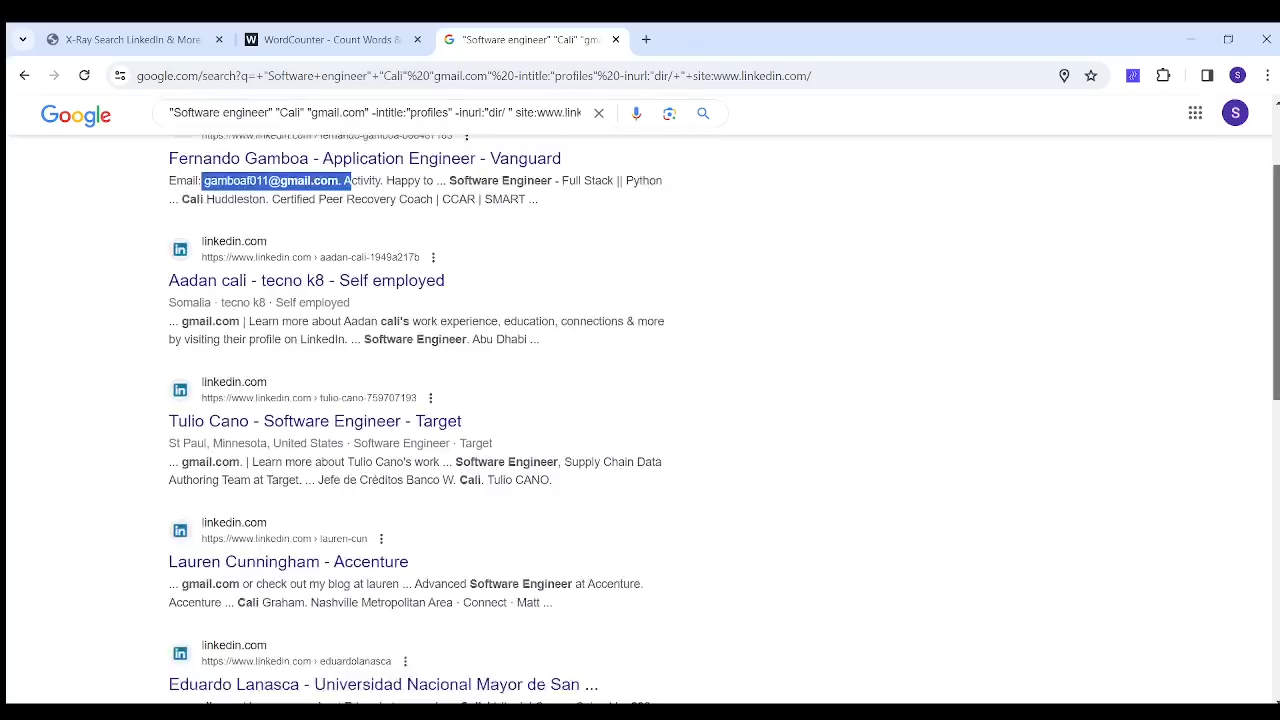 X-Ray Search LinkedIn & More
WordCounter - Count Words &
"Software engineer" "Cali" "gm
google.com/search?q=+"Software+engineer"+"Cali"%20"gmail.com"%20-intitle:"profiles"%20-inurl:"dir/+"+site:www.linkedin.com/
S
Google
"Software engineer" "Cali" "gmail.com" -intitle:"profiles" -inurl:"dir/ " site:www.link
S
Fernando Gamboa - Application Engineer - Vanguard
Email: gamboaf011@gmail.com. Activity. Happy to ... Software Engineer - Full Stack || Python
... Cali Huddleston. Certified Peer Recovery Coach | CCAR | SMART ...
linkedin.com
https://www.linkedin.com › aadan-cali-1949a217b
Aadan cali - tecno k8 - Self employed
Somalia · tecno k8 · Self employed
... gmail.com | Learn more about Aadan cali's work experience, education, connections & more
by visiting their profile on LinkedIn. ... Software Engineer. Abu Dhabi ...
linkedin.com
https://www.linkedin.com › tulio-cano-759707193
Tulio Cano - Software Engineer - Target
St Paul, Minnesota, United States · Software Engineer · Target
... gmail.com. | Learn more about Tulio Cano's work ... Software Engineer, Supply Chain Data
Authoring Team at Target. ... Jefe de Créditos Banco W. Cali. Tulio CANO.
linkedin.com
https://www.linkedin.com › lauren-cun
Lauren Cunningham - Accenture
... gmail.com or check out my blog at lauren ... Advanced Software Engineer at Accenture.
Accenture ... Cali Graham. Nashville Metropolitan Area · Connect · Matt ...
linkedin.com
https://www.linkedin.com › eduardolanasca
Eduardo Lanasca - Universidad Nacional Mayor de San ...